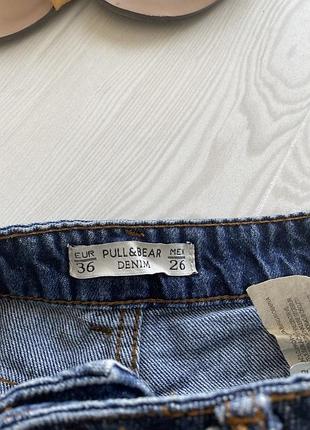 EUR 36 PULL&BEAR DENIM MEX 26